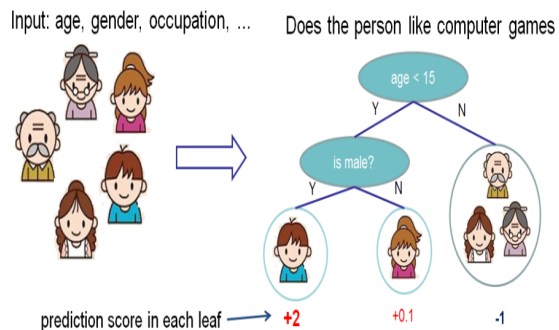 Input: age, gender, occupation, ...
Does the person like computer games
age < 15
Y
N
is male?
Y
N
prediction score in each leaf
+2
+0.1
-1